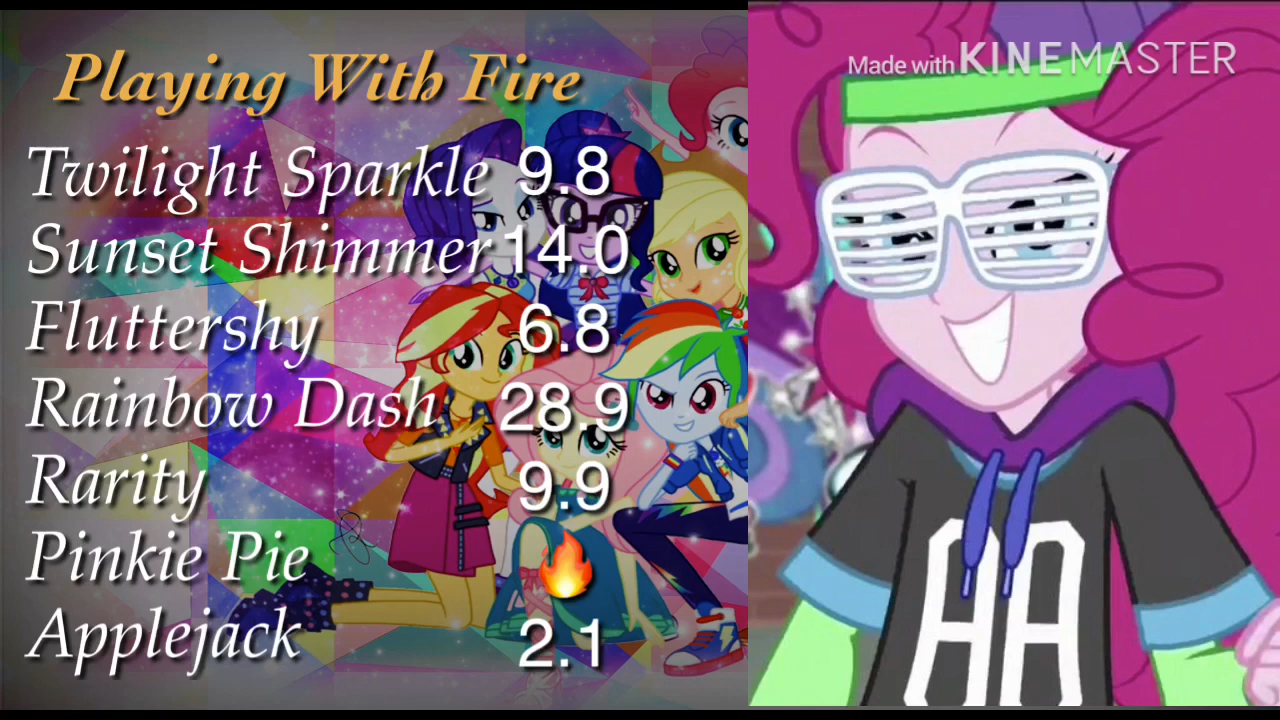 Playing With Fire
Made with KINEMASTER
Twilight Sparkle 9.8
Sunset Shimmer 14.0
Fluttershy 6.8
Rainbow Dash 28.9
Rarity 9.9
Pinkie Pie 🔥
Applejack 2.1